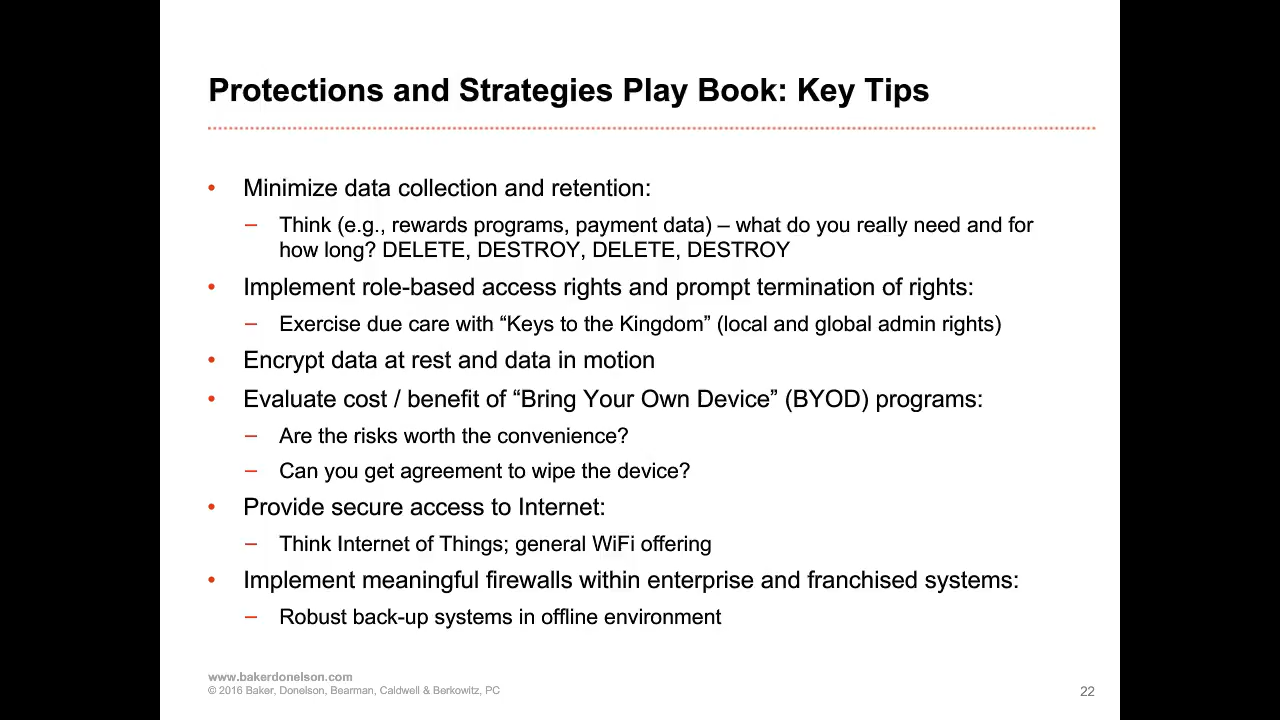 Protections and Strategies Play Book: Key Tips
• Minimize data collection and retention:
– Think (e.g., rewards programs, payment data) – what do you really need and for
how long? DELETE, DESTROY, DELETE, DESTROY
• Implement role-based access rights and prompt termination of rights:
– Exercise due care with “Keys to the Kingdom” (local and global admin rights)
• Encrypt data at rest and data in motion
• Evaluate cost / benefit of “Bring Your Own Device” (BYOD) programs:
– Are the risks worth the convenience?
– Can you get agreement to wipe the device?
• Provide secure access to Internet:
– Think Internet of Things; general WiFi offering
• Implement meaningful firewalls within enterprise and franchised systems:
– Robust back-up systems in offline environment
www.bakerdonelson.com
© 2016 Baker, Donelson, Bearman, Caldwell & Berkowitz, PC
22